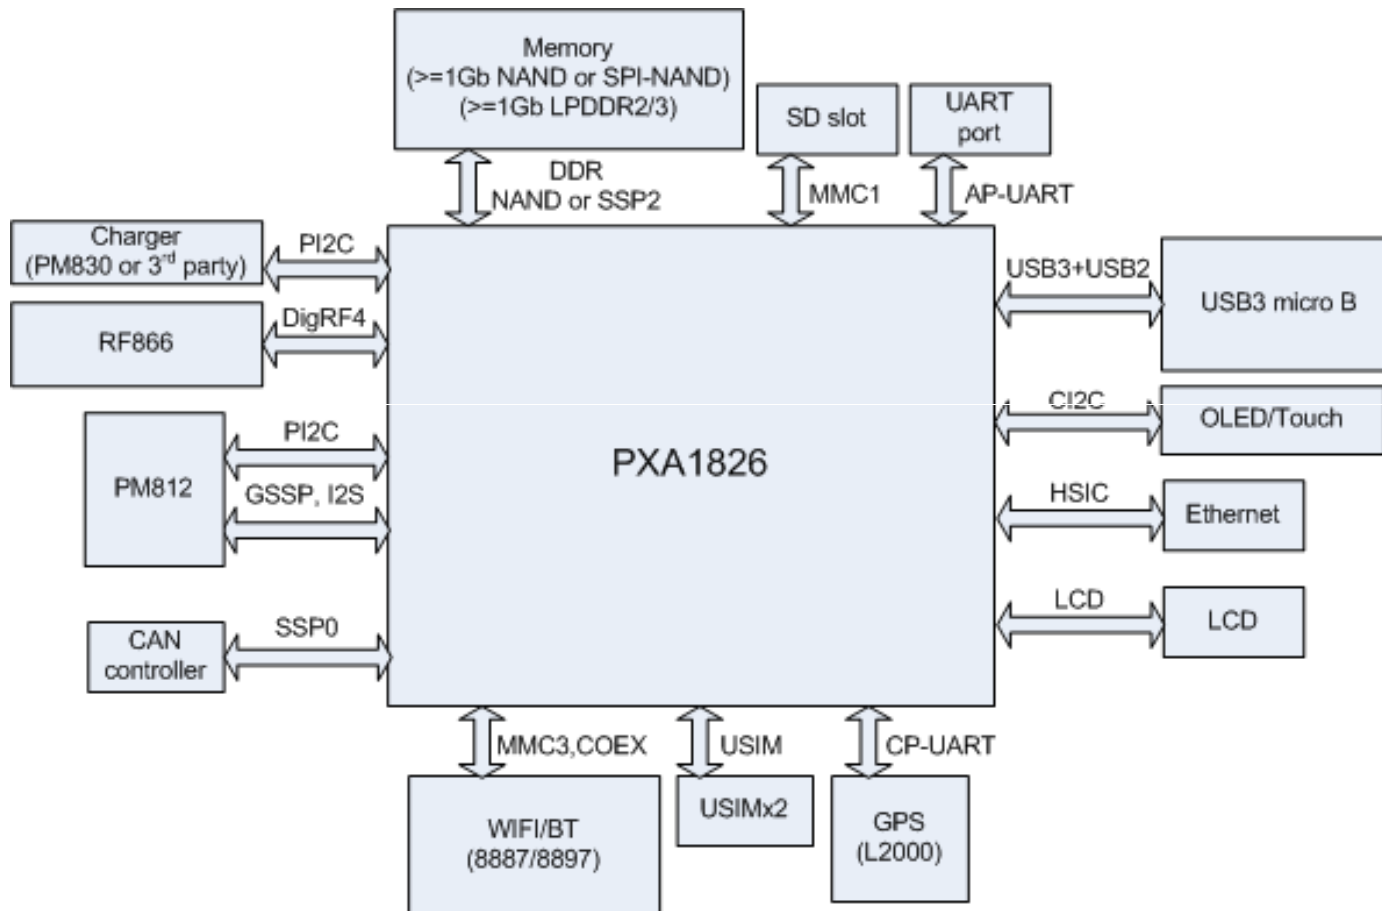 Memory
(>=1Gb NAND or SPI-NAND)
(>=1Gb LPDDR2/3)
SD slot
UART
port
DDR
NAND or SSP2
MMC1
AP-UART
Charger
(PM830 or 3rd party)
PI2C
USB3+USB2
USB3 micro B
RF866
DigRF4
PXA1826
CI2C
OLED/Touch
PM812
PI2C
GSSP, I2S
HSIC
Ethernet
CAN
controller
SSP0
LCD
LCD
MMC3,COEX
USIM
CP-UART
WIFI/BT
(8887/8897)
USIMx2
GPS
(L2000)